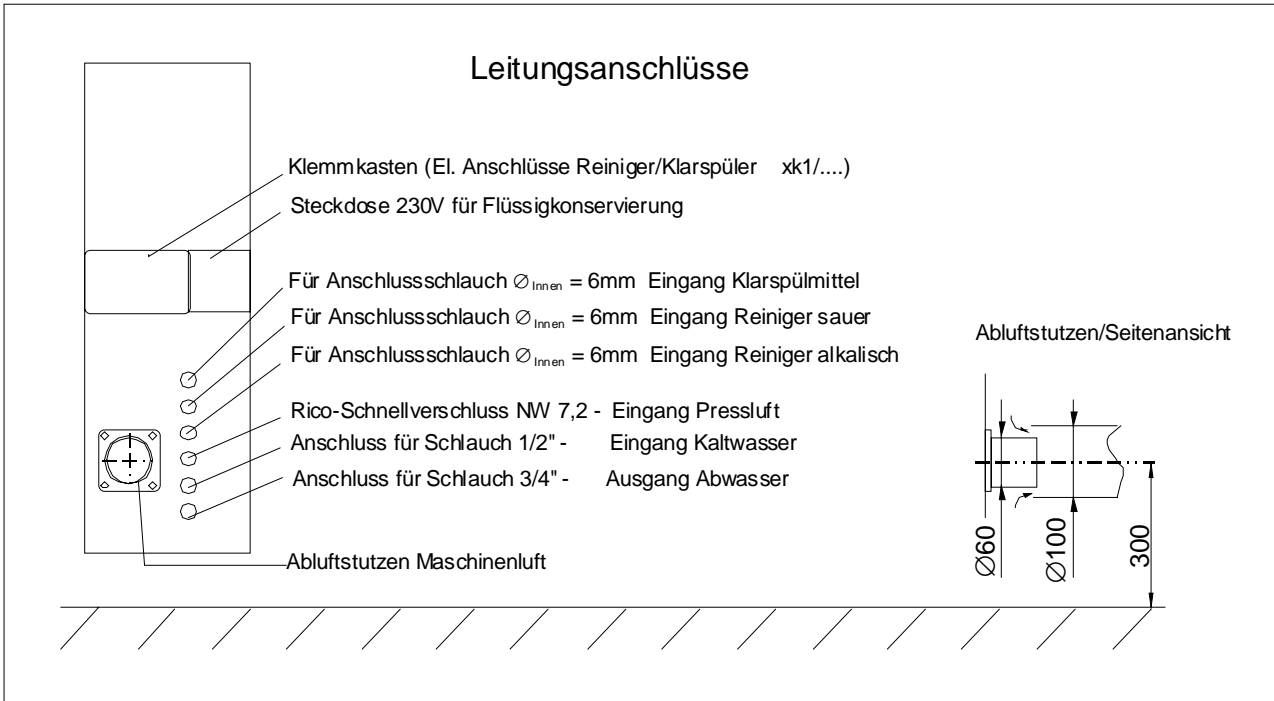 Leitungsanschlüsse
Klemmkasten (El. Anschlüsse Reiniger/Klarspüler xk1/....)
Steckdose 230V für Flüssigkonservierung
Für Anschlussschlauch ∅Innen = 6mm Eingang Klarspülmittel
Für Anschlussschlauch ∅Innen = 6mm Eingang Reiniger sauer
Für Anschlussschlauch ∅Innen = 6mm Eingang Reiniger alkalisch
Rico-Schnellverschluss NW 7,2 - Eingang Pressluft
Anschluss für Schlauch 1/2" - Eingang Kaltwasser
Anschluss für Schlauch 3/4" - Ausgang Abwasser
Abluftstutzen Maschinenluft
Abluftstutzen/Seitenansicht
∅60
∅100
300